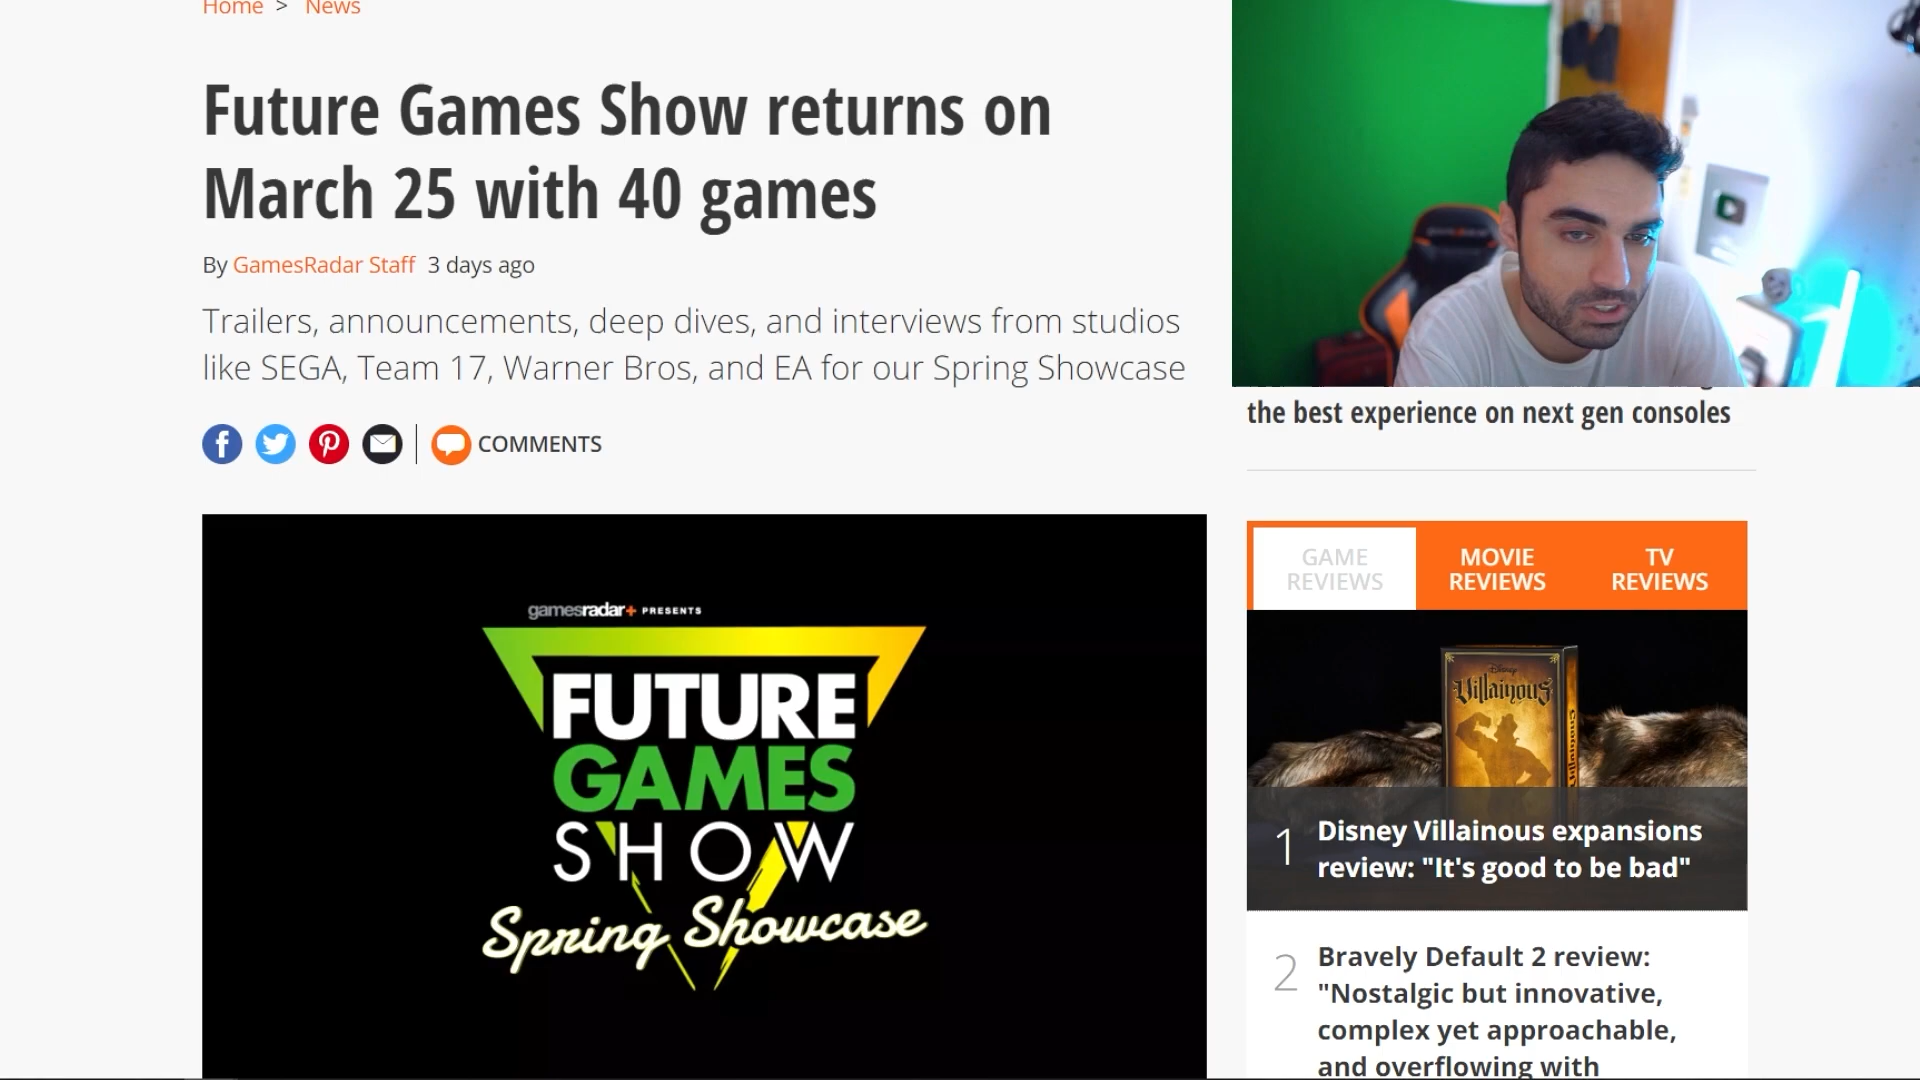 Home > News
Future Games Show returns on
March 25 with 40 games
By GamesRadar Staff 3 days ago
Trailers, announcements, deep dives, and interviews from studios
like SEGA, Team 17, Warner Bros, and EA for our Spring Showcase
COMMENTS
gamesradar+ PRESENTS
FUTURE
GAMES
SHOW
Spring Showcase
the best experience on next gen consoles
GAME
REVIEWS
MOVIE
REVIEWS
TV
REVIEWS
Disney
Villainous
Villainous
1
Disney Villainous expansions
review: "It's good to be bad"
2
Bravely Default 2 review:
"Nostalgic but innovative,
complex yet approachable,
and overflowing with